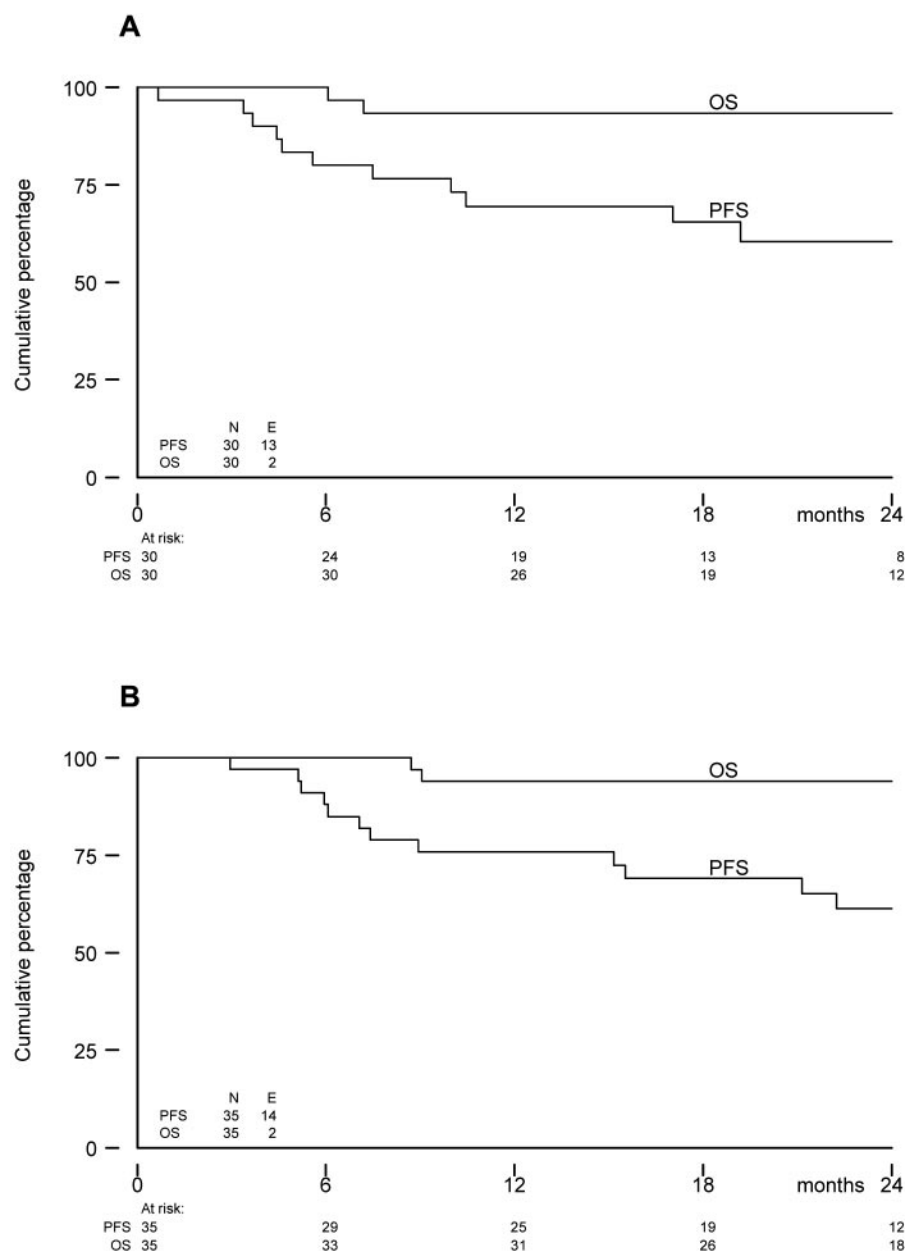 A
100
75
50
25
0
Cumulative percentage
OS
PFS
N E
PFS 30 13
OS 30 2
0 6 12 18 months 24
At risk:
PFS 30 24 19 13 8
OS 30 30 26 19 12
B
100
75
50
25
0
Cumulative percentage
OS
PFS
N E
PFS 35 14
OS 35 2
0 6 12 18 months 24
At risk:
PFS 35 29 25 19 12
OS 35 33 31 26 18